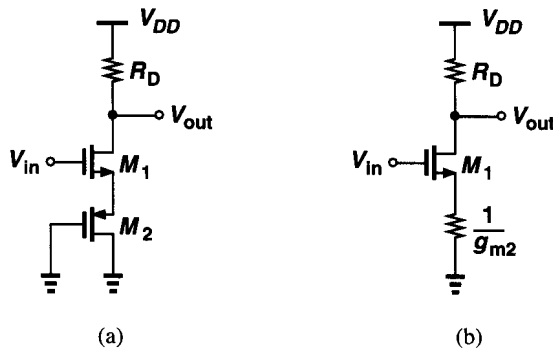 V_DD
R_D
V_out
V_in
M_1
M_2
(a)
V_DD
R_D
V_out
V_in
M_1
1
g_m2
(b)